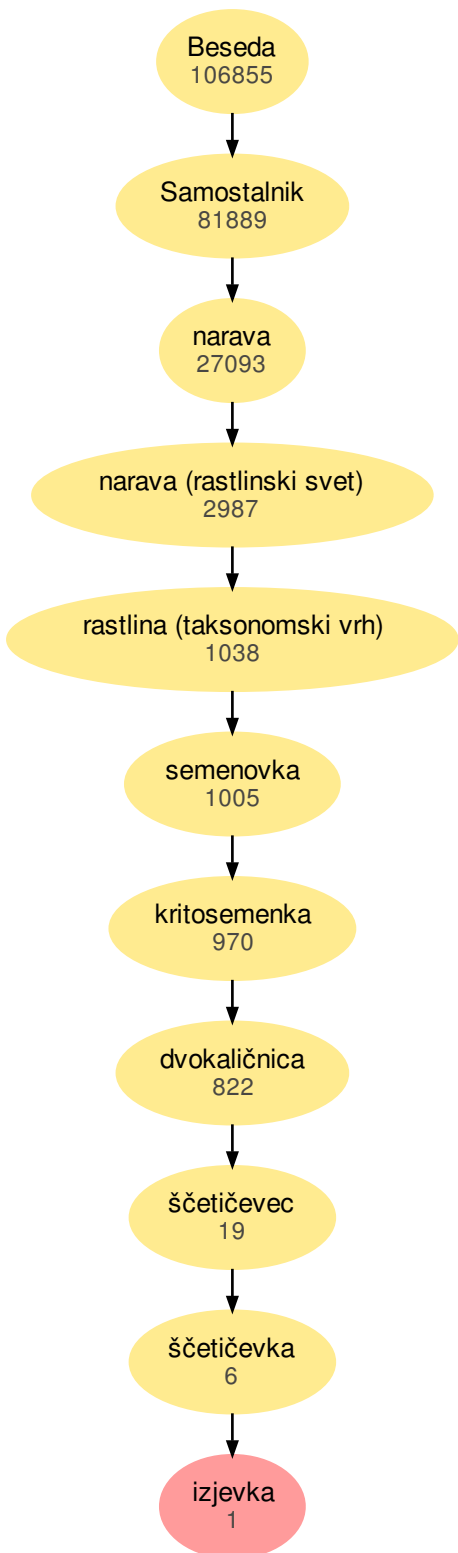 Beseda
106855
Samostalnik
81889
narava
27093
narava (rastlinski svet)
2987
rastlina (taksonomski vrh)
1038
semenovka
1005
kritosemenka
970
dvokaličnica
822
ščetičevec
19
ščetičevka
6
izjevka
1